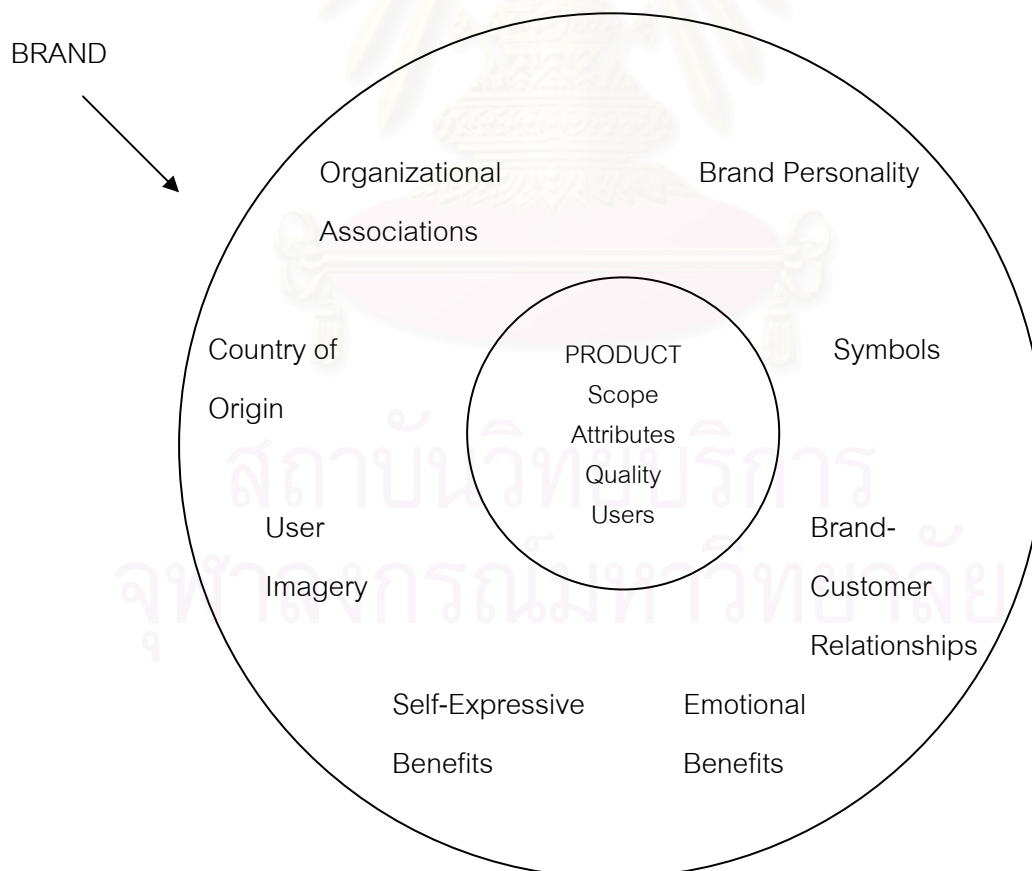 BRAND
Organizational
Associations
Brand Personality
Country of
Origin
PRODUCT
Scope
Attributes
Quality
Users
Symbols
User
Imagery
Brand-
Customer
Relationships
Self-Expressive
Benefits
Emotional
Benefits
สถาบันวิทยบริการ
จุฬาลงกรณ์มหาวิทยาลัย